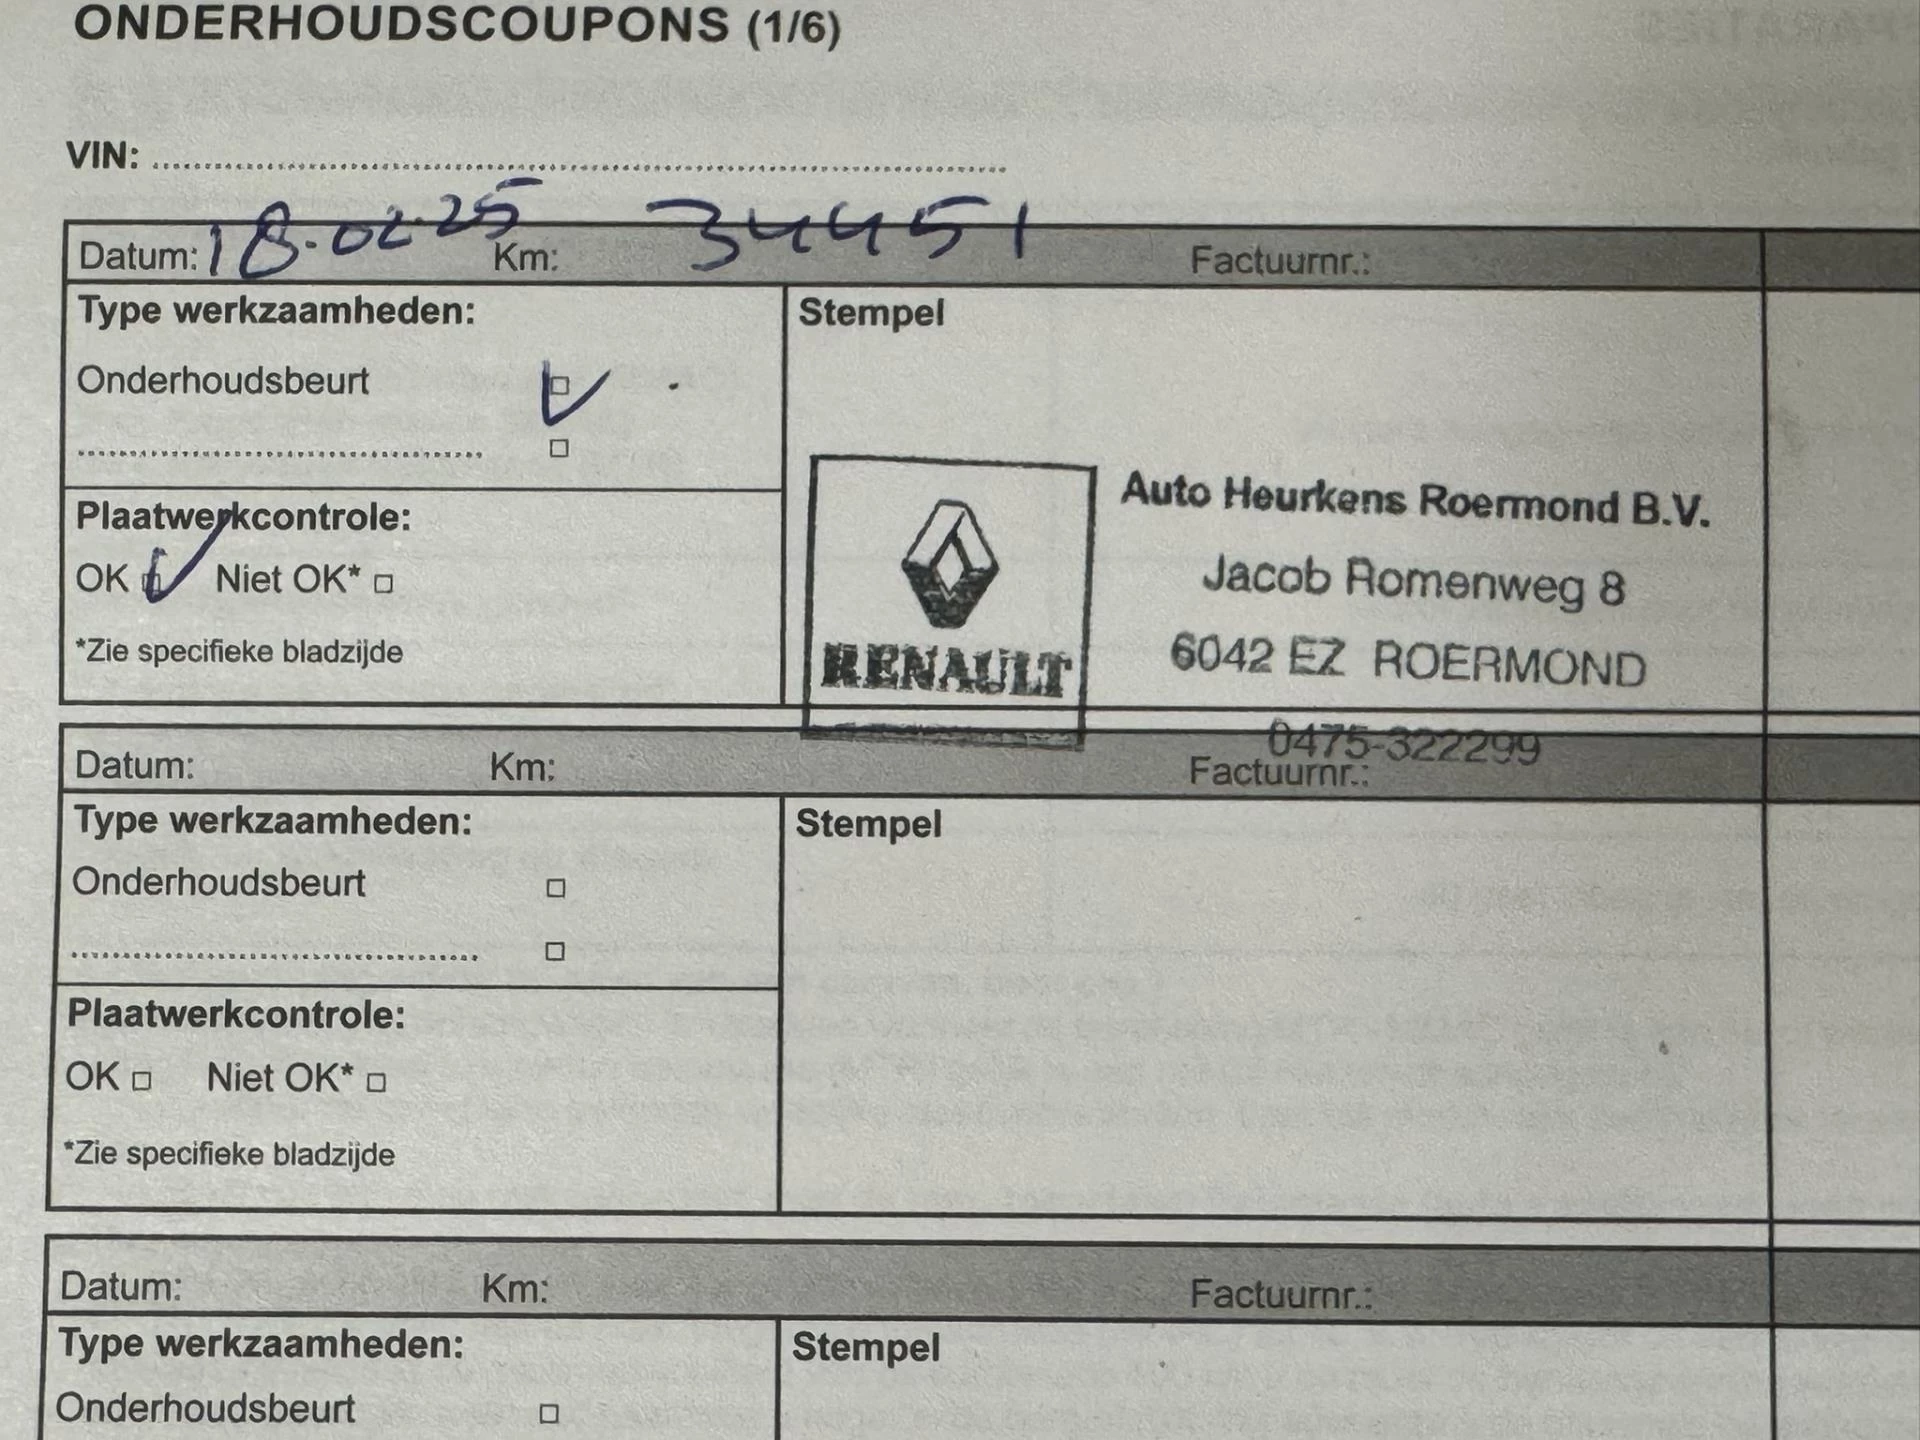 ONDERHOUDSCOUPONS (1/6)
VIN:
Datum: 18-02-25 Km: 34451 Factuurnr.:
Type werkzaamheden:
Onderhoudsbeurt
Stempel
Plaatwerkcontrole:
OK Niet OK*
*Zie specifieke bladzijde
RENAULT
Auto Heurkens Roermond B.V.
Jacob Romenweg 8
6042 EZ ROERMOND
0475-322299
Datum: Km: Factuurnr.:
Type werkzaamheden:
Onderhoudsbeurt
Stempel
Plaatwerkcontrole:
OK Niet OK*
*Zie specifieke bladzijde
Datum: Km: Factuurnr.:
Type werkzaamheden:
Onderhoudsbeurt
Stempel